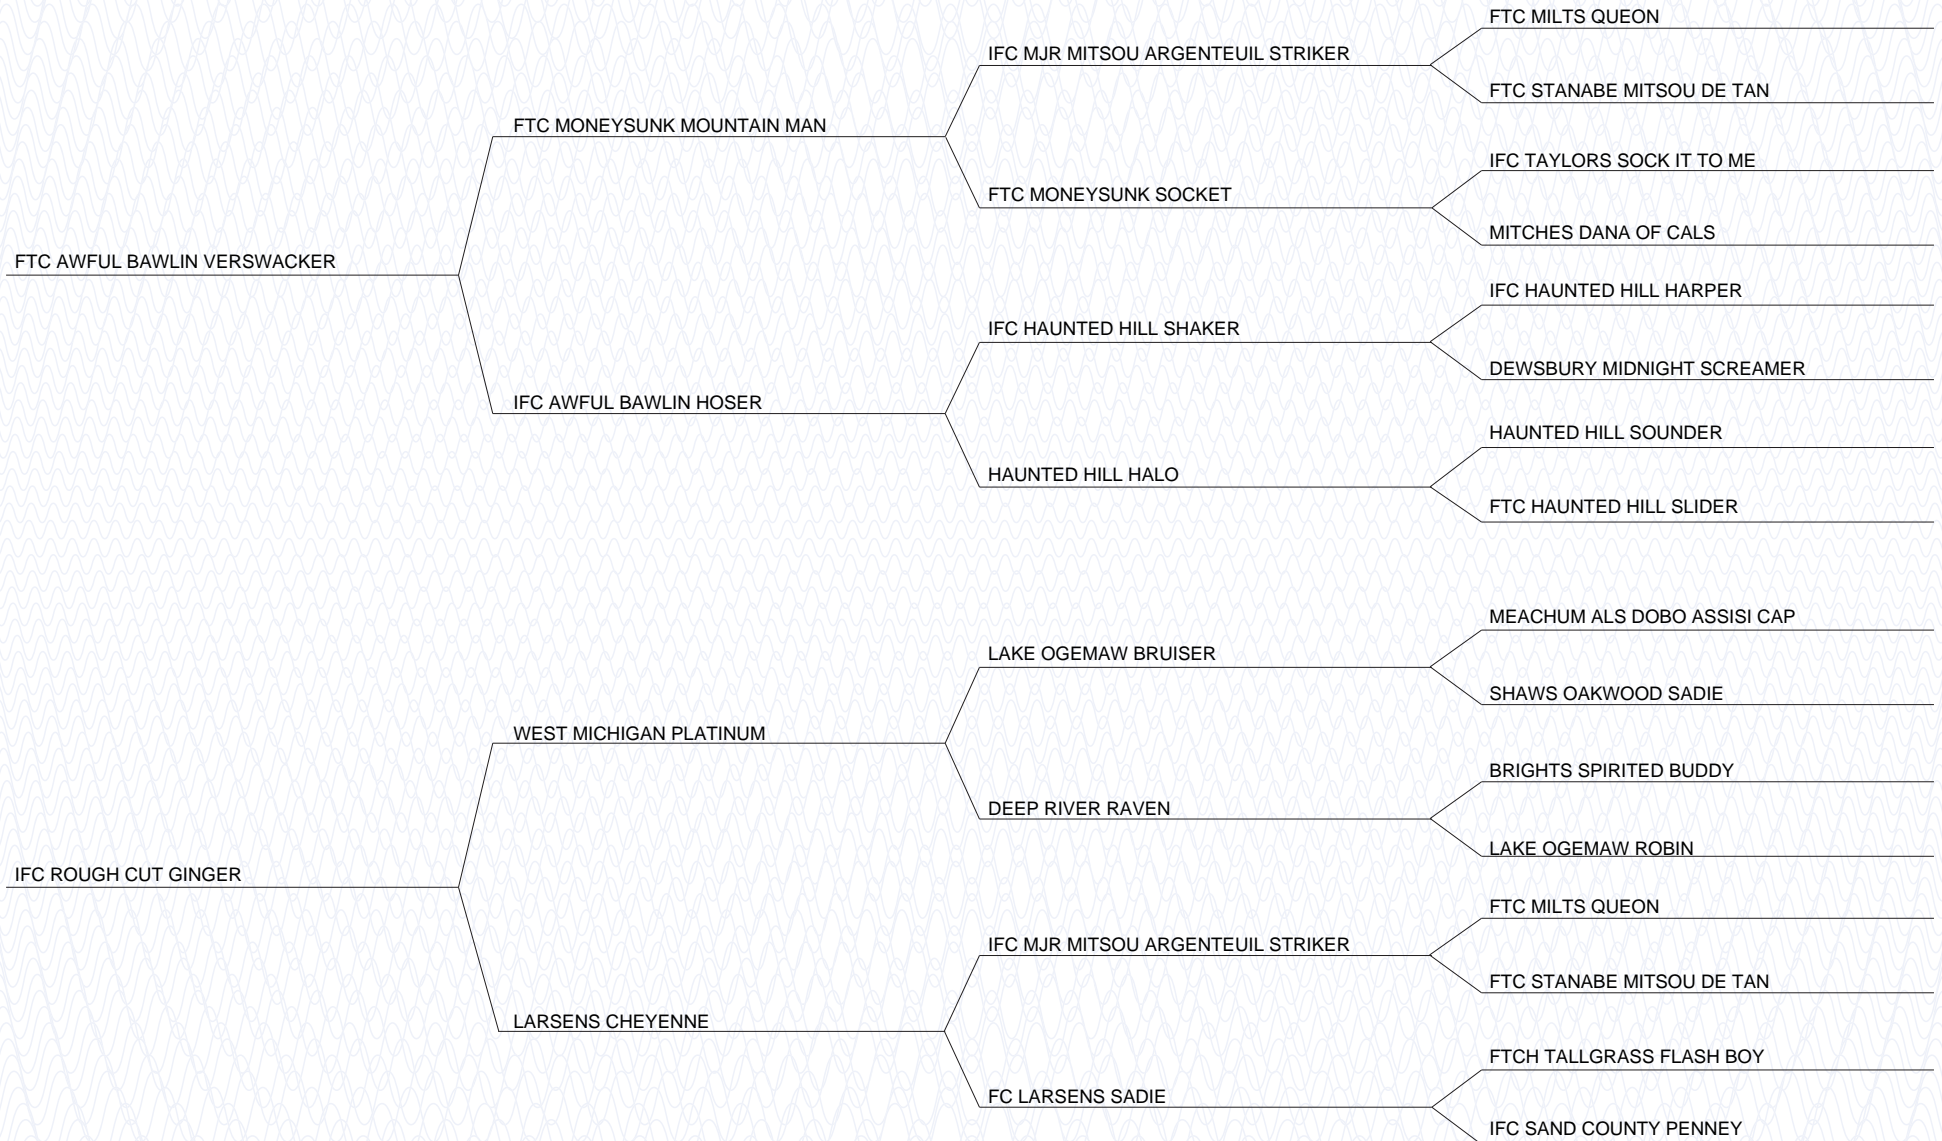 FTC MILTS QUEON
IFC MJR MITSOU ARGENTEUIL STRIKER
FTC STANABE MITSOU DE TAN
FTC MONEYSUNK MOUNTAIN MAN
IFC TAYLORS SOCK IT TO ME
FTC MONEYSUNK SOCKET
MITCHES DANA OF CALS
FTC AWFUL BAWLIN VERSWACKER
IFC HAUNTED HILL HARPER
IFC HAUNTED HILL SHAKER
DEWSBURY MIDNIGHT SCREAMER
IFC AWFUL BAWLIN HOSER
HAUNTED HILL SOUNDER
HAUNTED HILL HALO
FTC HAUNTED HILL SLIDER
MEACHUM ALS DOBO ASSISI CAP
LAKE OGEMAW BRUISER
SHAWS OAKWOOD SADIE
WEST MICHIGAN PLATINUM
BRIGHTS SPIRITED BUDDY
DEEP RIVER RAVEN
LAKE OGEMAW ROBIN
IFC ROUGH CUT GINGER
FTC MILTS QUEON
IFC MJR MITSOU ARGENTEUIL STRIKER
FTC STANABE MITSOU DE TAN
LARSENS CHEYENNE
FTCH TALLGRASS FLASH BOY
FC LARSENS SADIE
IFC SAND COUNTY PENNEY